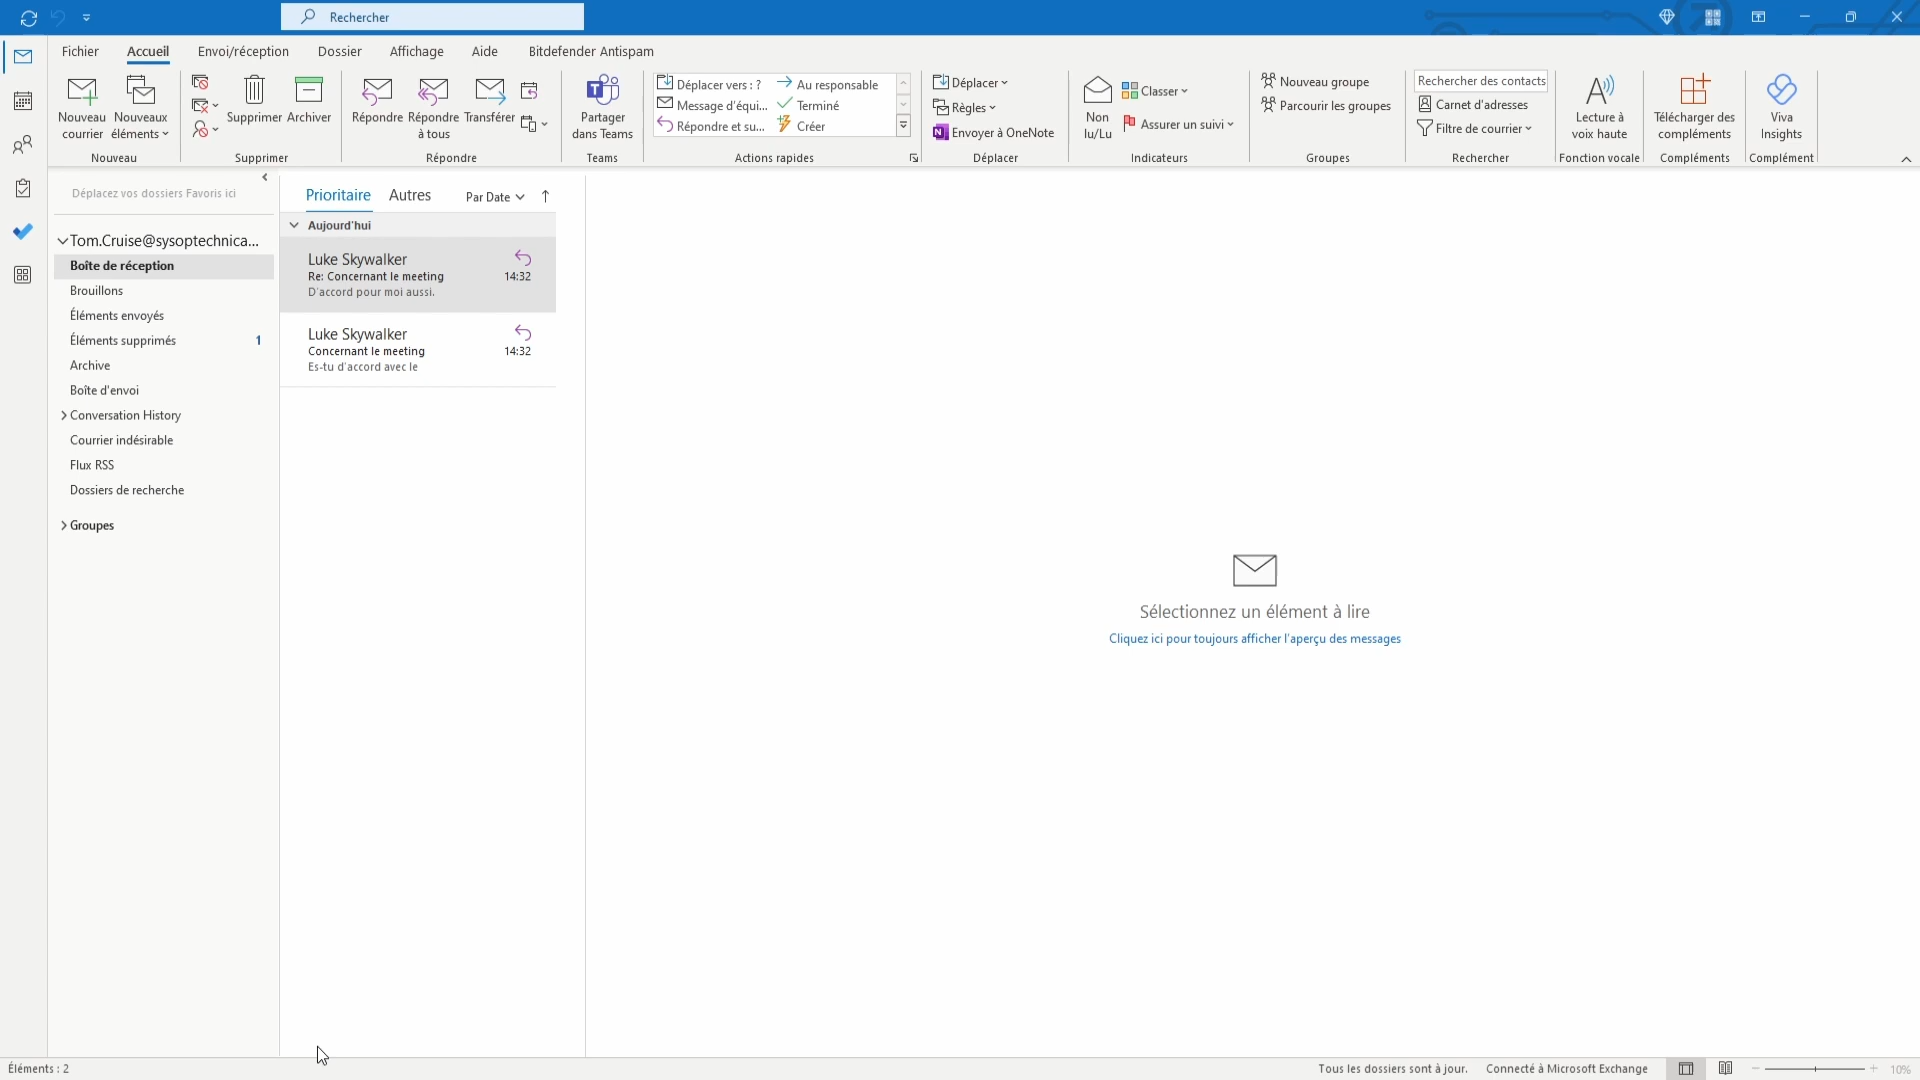 Rechercher
Fichier
Accueil
Envoi/réception
Dossier
Affichage
Aide
Bitdefender Antispam
Nouveau
courrier
Nouveaux
éléments
Nouveau
Supprimer
Archiver
Supprimer
Répondre
Répondre
à tous
Transférer
Répondre
Partager
dans Teams
Teams
Déplacer vers : ?
Au responsable
Message d'équi...
Terminé
Répondre et su...
Créer
Actions rapides
Déplacer
Règles
Envoyer à OneNote
Déplacer
Non
lu/Lu
Classer
Assurer un suivi
Indicateurs
Nouveau groupe
Parcourir les groupes
Groupes
Rechercher des contacts
Carnet d'adresses
Filtre de courrier
Rechercher
Lecture à
voix haute
Fonction vocale
Télécharger des
compléments
Compléments
Viva
Insights
Complément
Déplacez vos dossiers Favoris ici
Tom.Cruise@sysoptechnica...
Boîte de réception
Brouillons
Éléments envoyés
Éléments supprimés 1
Archive
Boîte d'envoi
Conversation History
Courrier indésirable
Flux RSS
Dossiers de recherche
Groupes
Prioritaire
Autres
Par Date
Aujourd'hui
Luke Skywalker
Re: Concernant le meeting 14:32
D'accord pour moi aussi.
Luke Skywalker
Concernant le meeting 14:32
Es-tu d'accord avec le
Sélectionnez un élément à lire
Cliquez ici pour toujours afficher l'aperçu des messages
Éléments : 2
Tous les dossiers sont à jour.
Connecté à Microsoft Exchange
10%